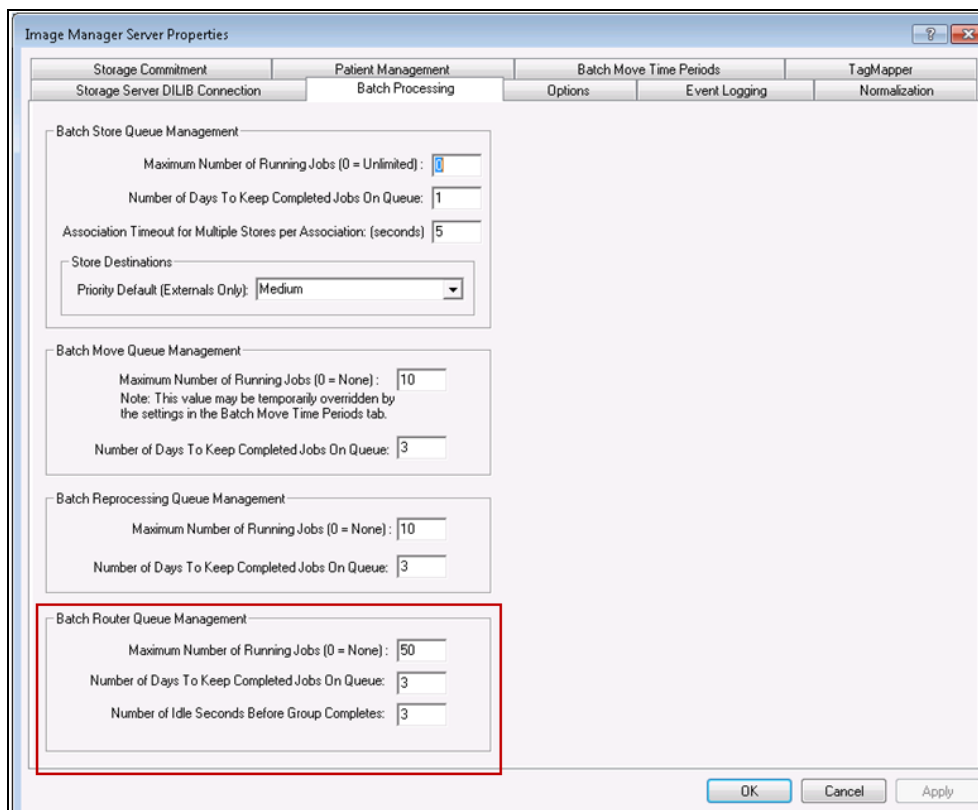 Image Manager Server Properties
?
Storage Commitment
Patient Management
Batch Move Time Periods
TagMapper
Storage Server DILIB Connection
Batch Processing
Options
Event Logging
Normalization
Batch Store Queue Management
Maximum Number of Running Jobs (0 = Unlimited) : 0
Number of Days To Keep Completed Jobs On Queue: 1
Association Timeout for Multiple Stores per Association: (seconds) 5
Store Destinations
Priority Default (Externals Only): Medium
Batch Move Queue Management
Maximum Number of Running Jobs (0 = None) : 10
Note: This value may be temporarily overridden by
the settings in the Batch Move Time Periods tab.
Number of Days To Keep Completed Jobs On Queue: 3
Batch Reprocessing Queue Management
Maximum Number of Running Jobs (0 = None) : 10
Number of Days To Keep Completed Jobs On Queue: 3
Batch Router Queue Management
Maximum Number of Running Jobs (0 = None) : 50
Number of Days To Keep Completed Jobs On Queue: 3
Number of Idle Seconds Before Group Completes: 3
OK
Cancel
Apply